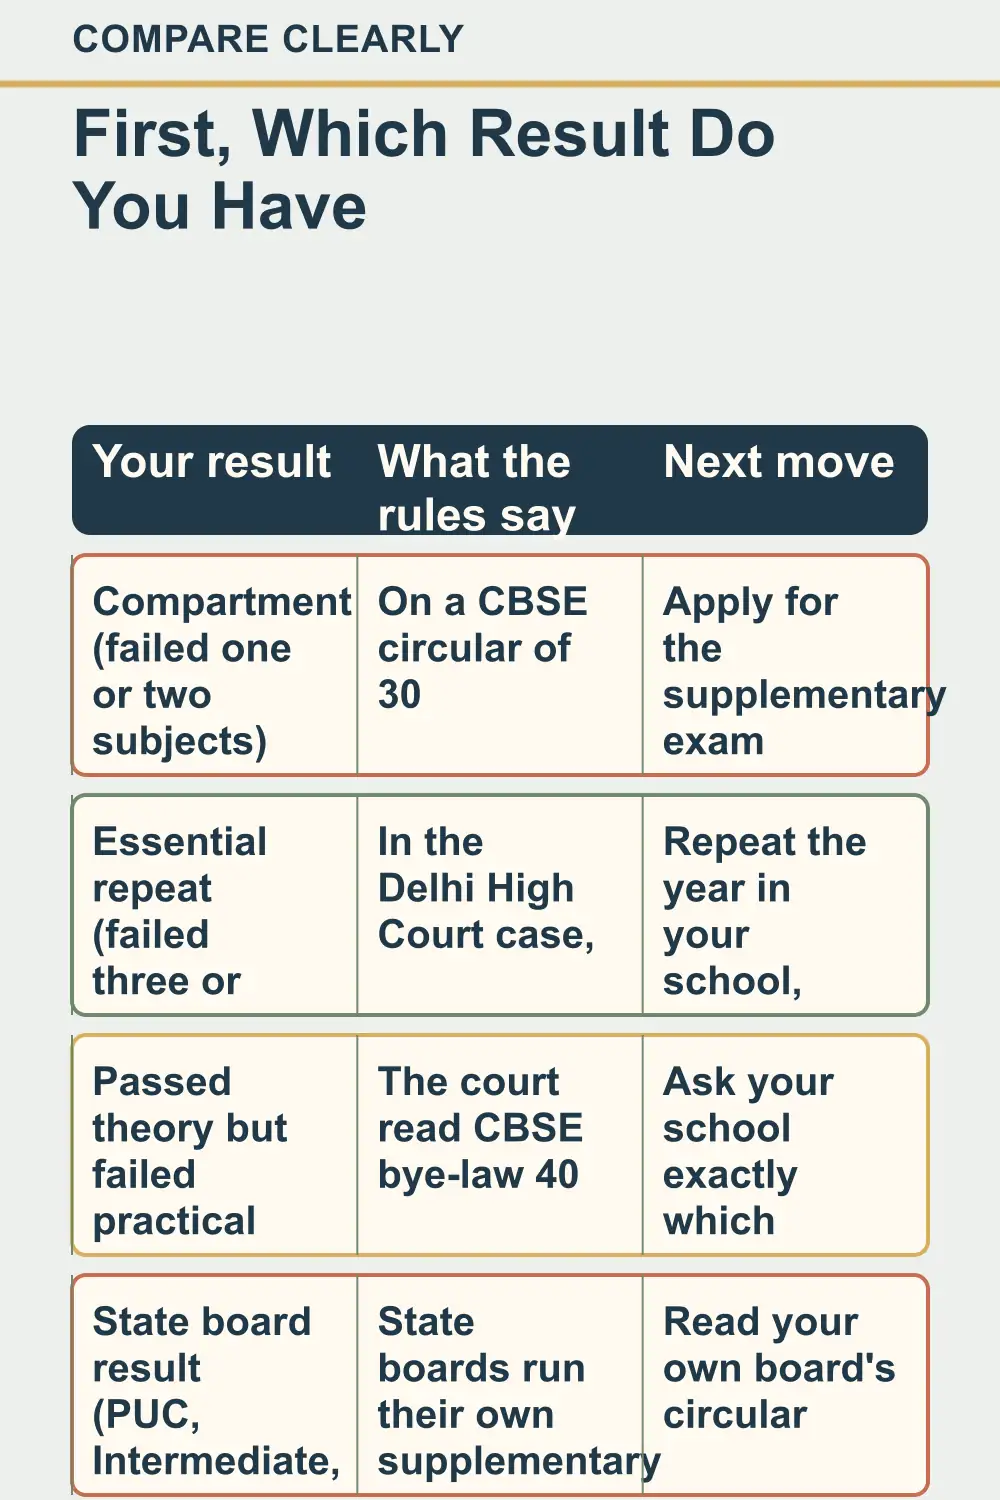 COMPARE CLEARLY
First, Which Result Do
You Have
Your result
What the
rules say
Next move
Compartment
(failed one
or two
subjects)
On a CBSE
circular of
30
Apply for
the
supplementary
exam
Essential
repeat
(failed
three or
In the
Delhi High
Court case,
Repeat the
year in
your
school,
Passed
theory but
failed
practical
The court
read CBSE
bye-law 40
Ask your
school
exactly
which
State board
result
(PUC,
Intermediate,
State
boards run
their own
supplementary
Read your
own board's
circular